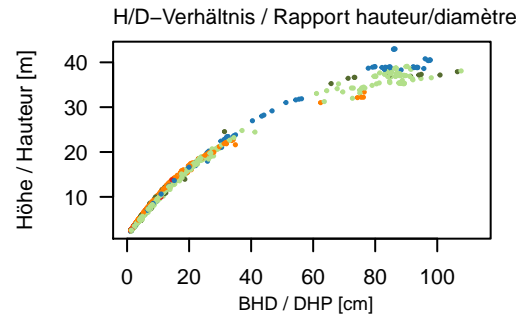 H/D−Verhältnis / Rapport hauteur/diamètre
Höhe / Hauteur [m]
40
30
20
10
0 20 40 60 80 100
BHD / DHP [cm]